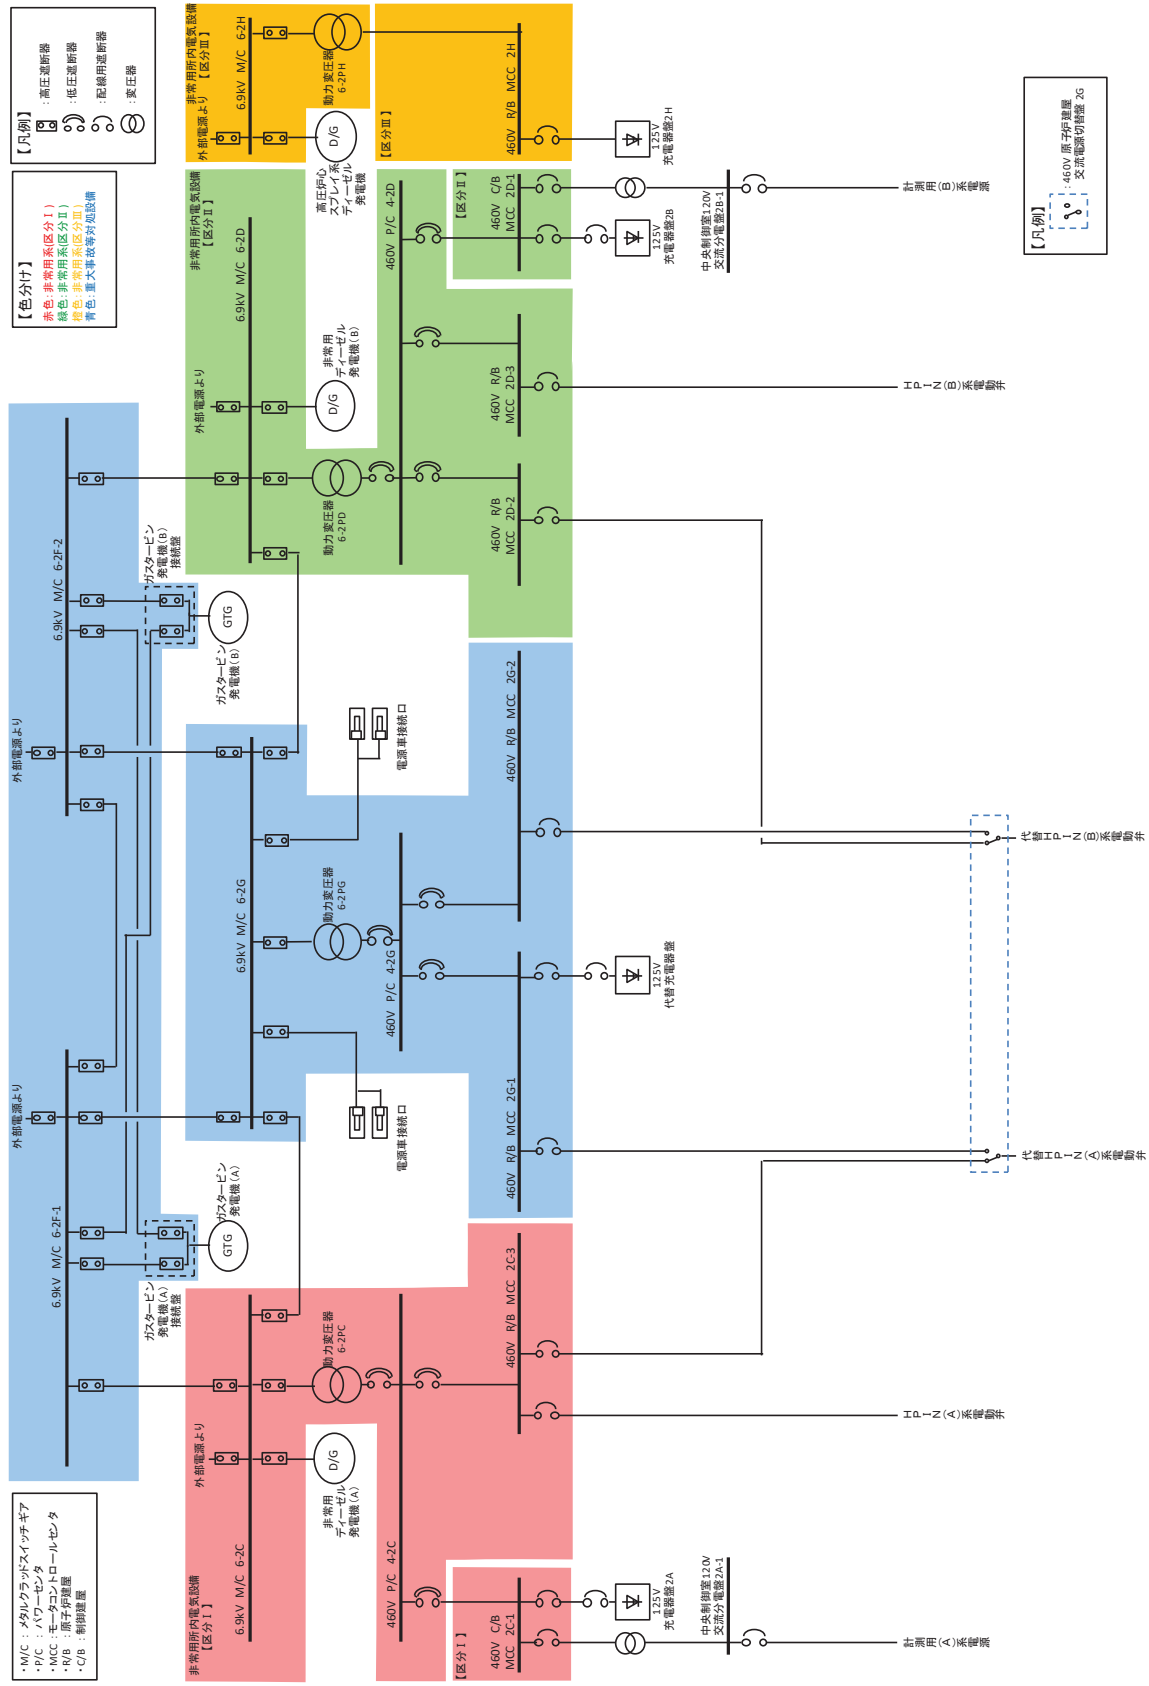 ・M/C ：メタルクラッドスイッチギア
・P/C ：パワーセンタ
・MCC：モータコントロールセンタ
・R/B ：原子炉建屋
・C/B ：制御建屋
【色分け】
赤色：非常用系(区分Ⅰ)
緑色：非常用系(区分Ⅱ)
橙色：非常用系(区分Ⅲ)
青色：重大事故等対処設備
【凡例】
：高圧遮断器
：低圧遮断器
：配線用遮断器
：変圧器
外部電源より
6.9kV M/C 6-2F-1
外部電源より
6.9kV M/C 6-2F-2
ガスタービン
発電機(A)
接続盤
GTG
ガスタービン
発電機(A)
ガスタービン
発電機(B)
接続盤
GTG
ガスタービン
発電機(B)
非常用所内電気設備
【区分Ⅰ】
外部電源より
6.9kV M/C 6-2C
D/G
非常用
ディーゼル
発電機(A)
動力変圧器
6-2PC
460V P/C 4-2C
【区分Ⅰ】
460V C/B
MCC 2C-1
460V R/B MCC 2C-3
125V
充電器盤2A
中央制御室120V
交流分電盤2A-1
計測用(A)系電源
HPIN(A)系電動弁
6.9kV M/C 6-2G
電源車接続口
動力変圧器
6-2PG
電源車接続口
460V P/C 4-2G
460V R/B MCC 2G-1
460V R/B MCC 2G-2
125V
代替充電器盤
代替HPIN(A)系電動弁
代替HPIN(B)系電動弁
非常用所内電気設備
【区分Ⅱ】
外部電源より
6.9kV M/C 6-2D
動力変圧器
6-2PD
D/G
非常用
ディーゼル
発電機(B)
460V P/C 4-2D
460V R/B
MCC 2D-2
460V R/B
MCC 2D-3
【区分Ⅱ】
460V C/B
MCC 2D-1
125V
充電器盤2B
中央制御室120V
交流分電盤2B-1
HPIN(B)系電動弁
計測用(B)系電源
非常用所内電気設備
【区分Ⅲ】
外部電源より
6.9kV M/C 6-2H
D/G
高圧炉心
スプレイ系
ディーゼル
発電機
動力変圧器
6-2PH
【区分Ⅲ】
460V R/B MCC 2H
125V
充電器盤2H
【凡例】
：460V 原子炉建屋
交流電源切替盤 2G